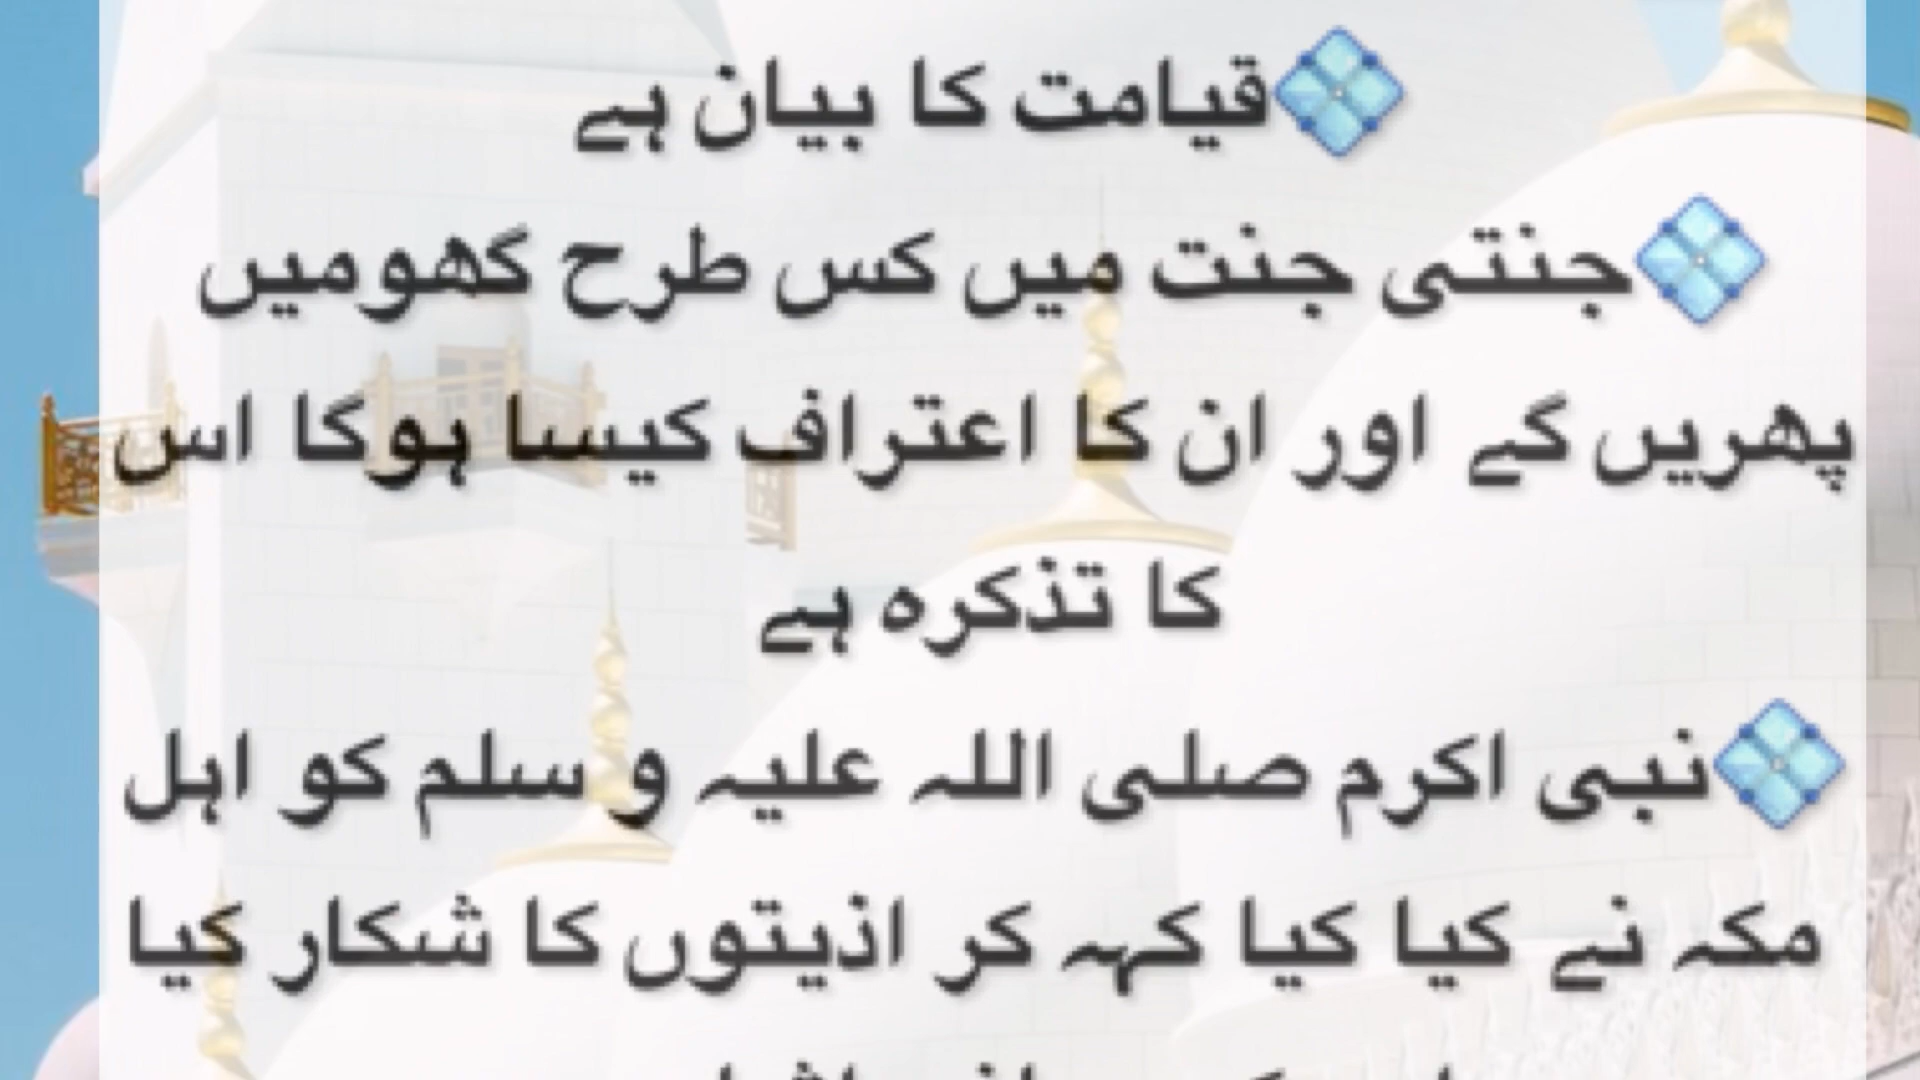 💠قیامت کا بیان ہے
💠جنتی جنت میں کس طرح گھومیں
پھریں گے اور ان کا اعتراف کیسا ہوگا اس
کا تذکرہ ہے
💠نبی اکرم صلی اللہ علیہ و سلم کو اہل
مکہ نے کیا کیا کہہ کر اذیتوں کا شکار کیا